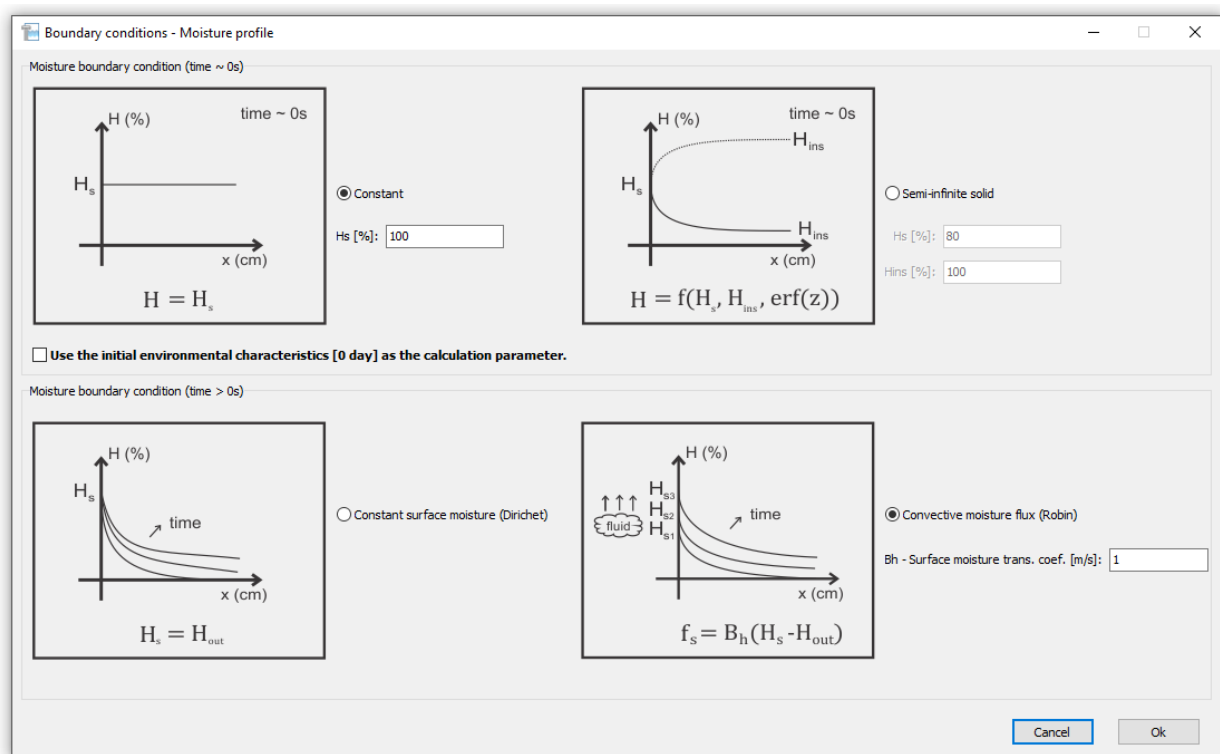 Boundary conditions - Moisture profile
Moisture boundary condition (time ~ 0s)
H (%)
time ~ 0s
Hs
x (cm)
H = Hs
Constant
Hs [%]: 100
H (%)
time ~ 0s
Hins
Hs
Hins
x (cm)
H = f(Hs, Hins, erf(z))
Semi-infinite solid
Hs [%]: 80
Hins [%]: 100
Use the initial environmental characteristics [0 day] as the calculation parameter.
Moisture boundary condition (time > 0s)
H (%)
Hs
time
x (cm)
Hs = Hout
Constant surface moisture (Dirichet)
H (%)
Hs3
Hs2
fluid
Hs1
time
x (cm)
fs = Bh(Hs -Hout)
Convective moisture flux (Robin)
Bh - Surface moisture trans. coef. [m/s]: 1
Cancel
Ok